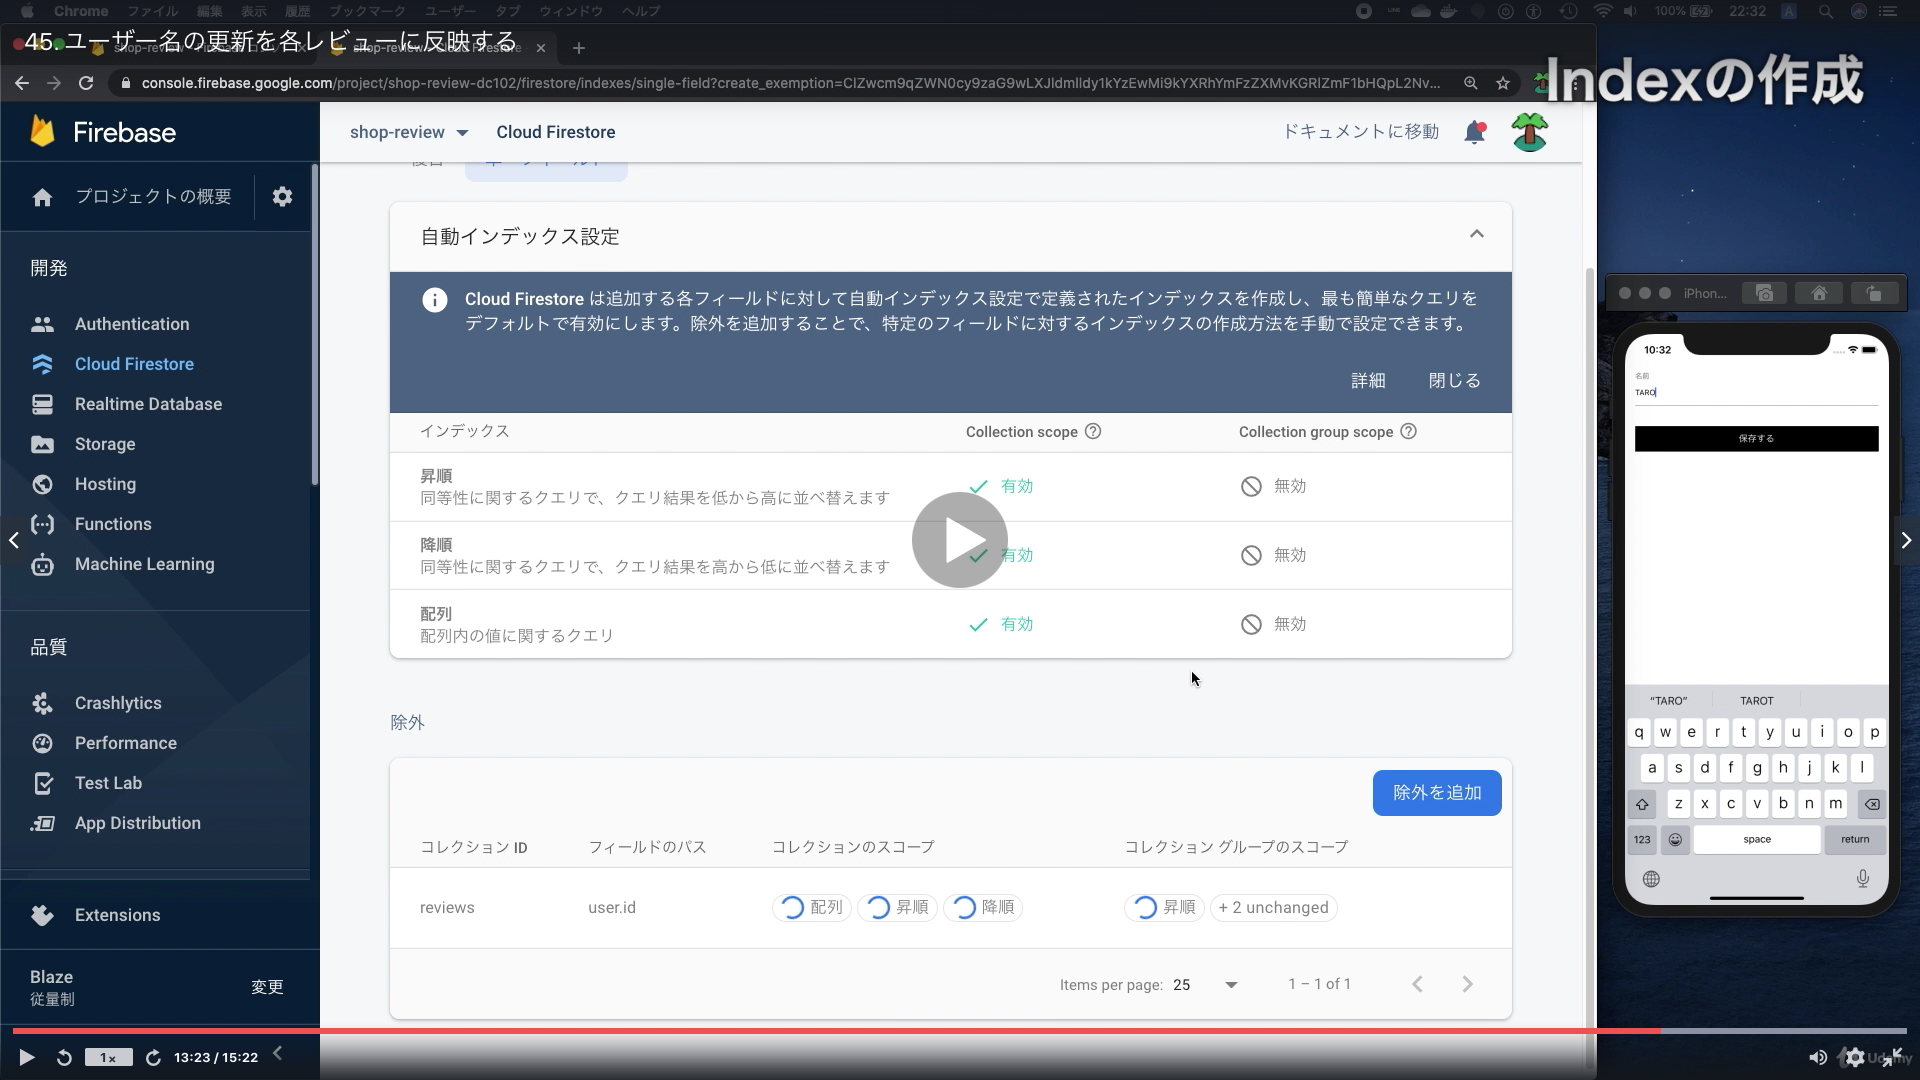 Chrome ファイル 編集 表示 履歴 ブックマーク ユーザー タブ ウィンドウ ヘルプ
100% 22:32 A
45. ユーザー名の更新を各レビューに反映する
console.firebase.google.com/project/shop-review-dc102/firestore/indexes/single-field?create_exemption=ClZwcm9qZWN0cy9zaG9wLXJldmlldy1kYzEwMi9kYXRhYmFzZXMvKGRlZmF1bHQpL2Nv...
Indexの作成
Firebase
shop-review
Cloud Firestore
ドキュメントに移動
プロジェクトの概要
開発
Authentication
Cloud Firestore
Realtime Database
Storage
Hosting
Functions
Machine Learning
品質
Crashlytics
Performance
Test Lab
App Distribution
Extensions
Blaze
従量制
変更
自動インデックス設定
Cloud Firestore は追加する各フィールドに対して自動インデックス設定で定義されたインデックスを作成し、最も簡単なクエリを
デフォルトで有効にします。除外を追加することで、特定のフィールドに対するインデックスの作成方法を手動で設定できます。
詳細 閉じる
インデックス Collection scope Collection group scope
昇順
同等性に関するクエリで、クエリ結果を低から高に並べ替えます
有効 無効
降順
同等性に関するクエリで、クエリ結果を高から低に並べ替えます
有効 無効
配列
配列内の値に関するクエリ
有効 無効
除外
除外を追加
コレクション ID フィールドのパス コレクションのスコープ コレクション グループのスコープ
reviews user.id 配列 昇順 降順 昇順 + 2 unchanged
Items per page: 25 1 – 1 of 1
iPhon...
10:32
名前
TARO
保存する
“TARO” TAROT
q w e r t y u i o p
a s d f g h j k l
z x c v b n m
123 space return
1x 13:23 / 15:22
Udemy